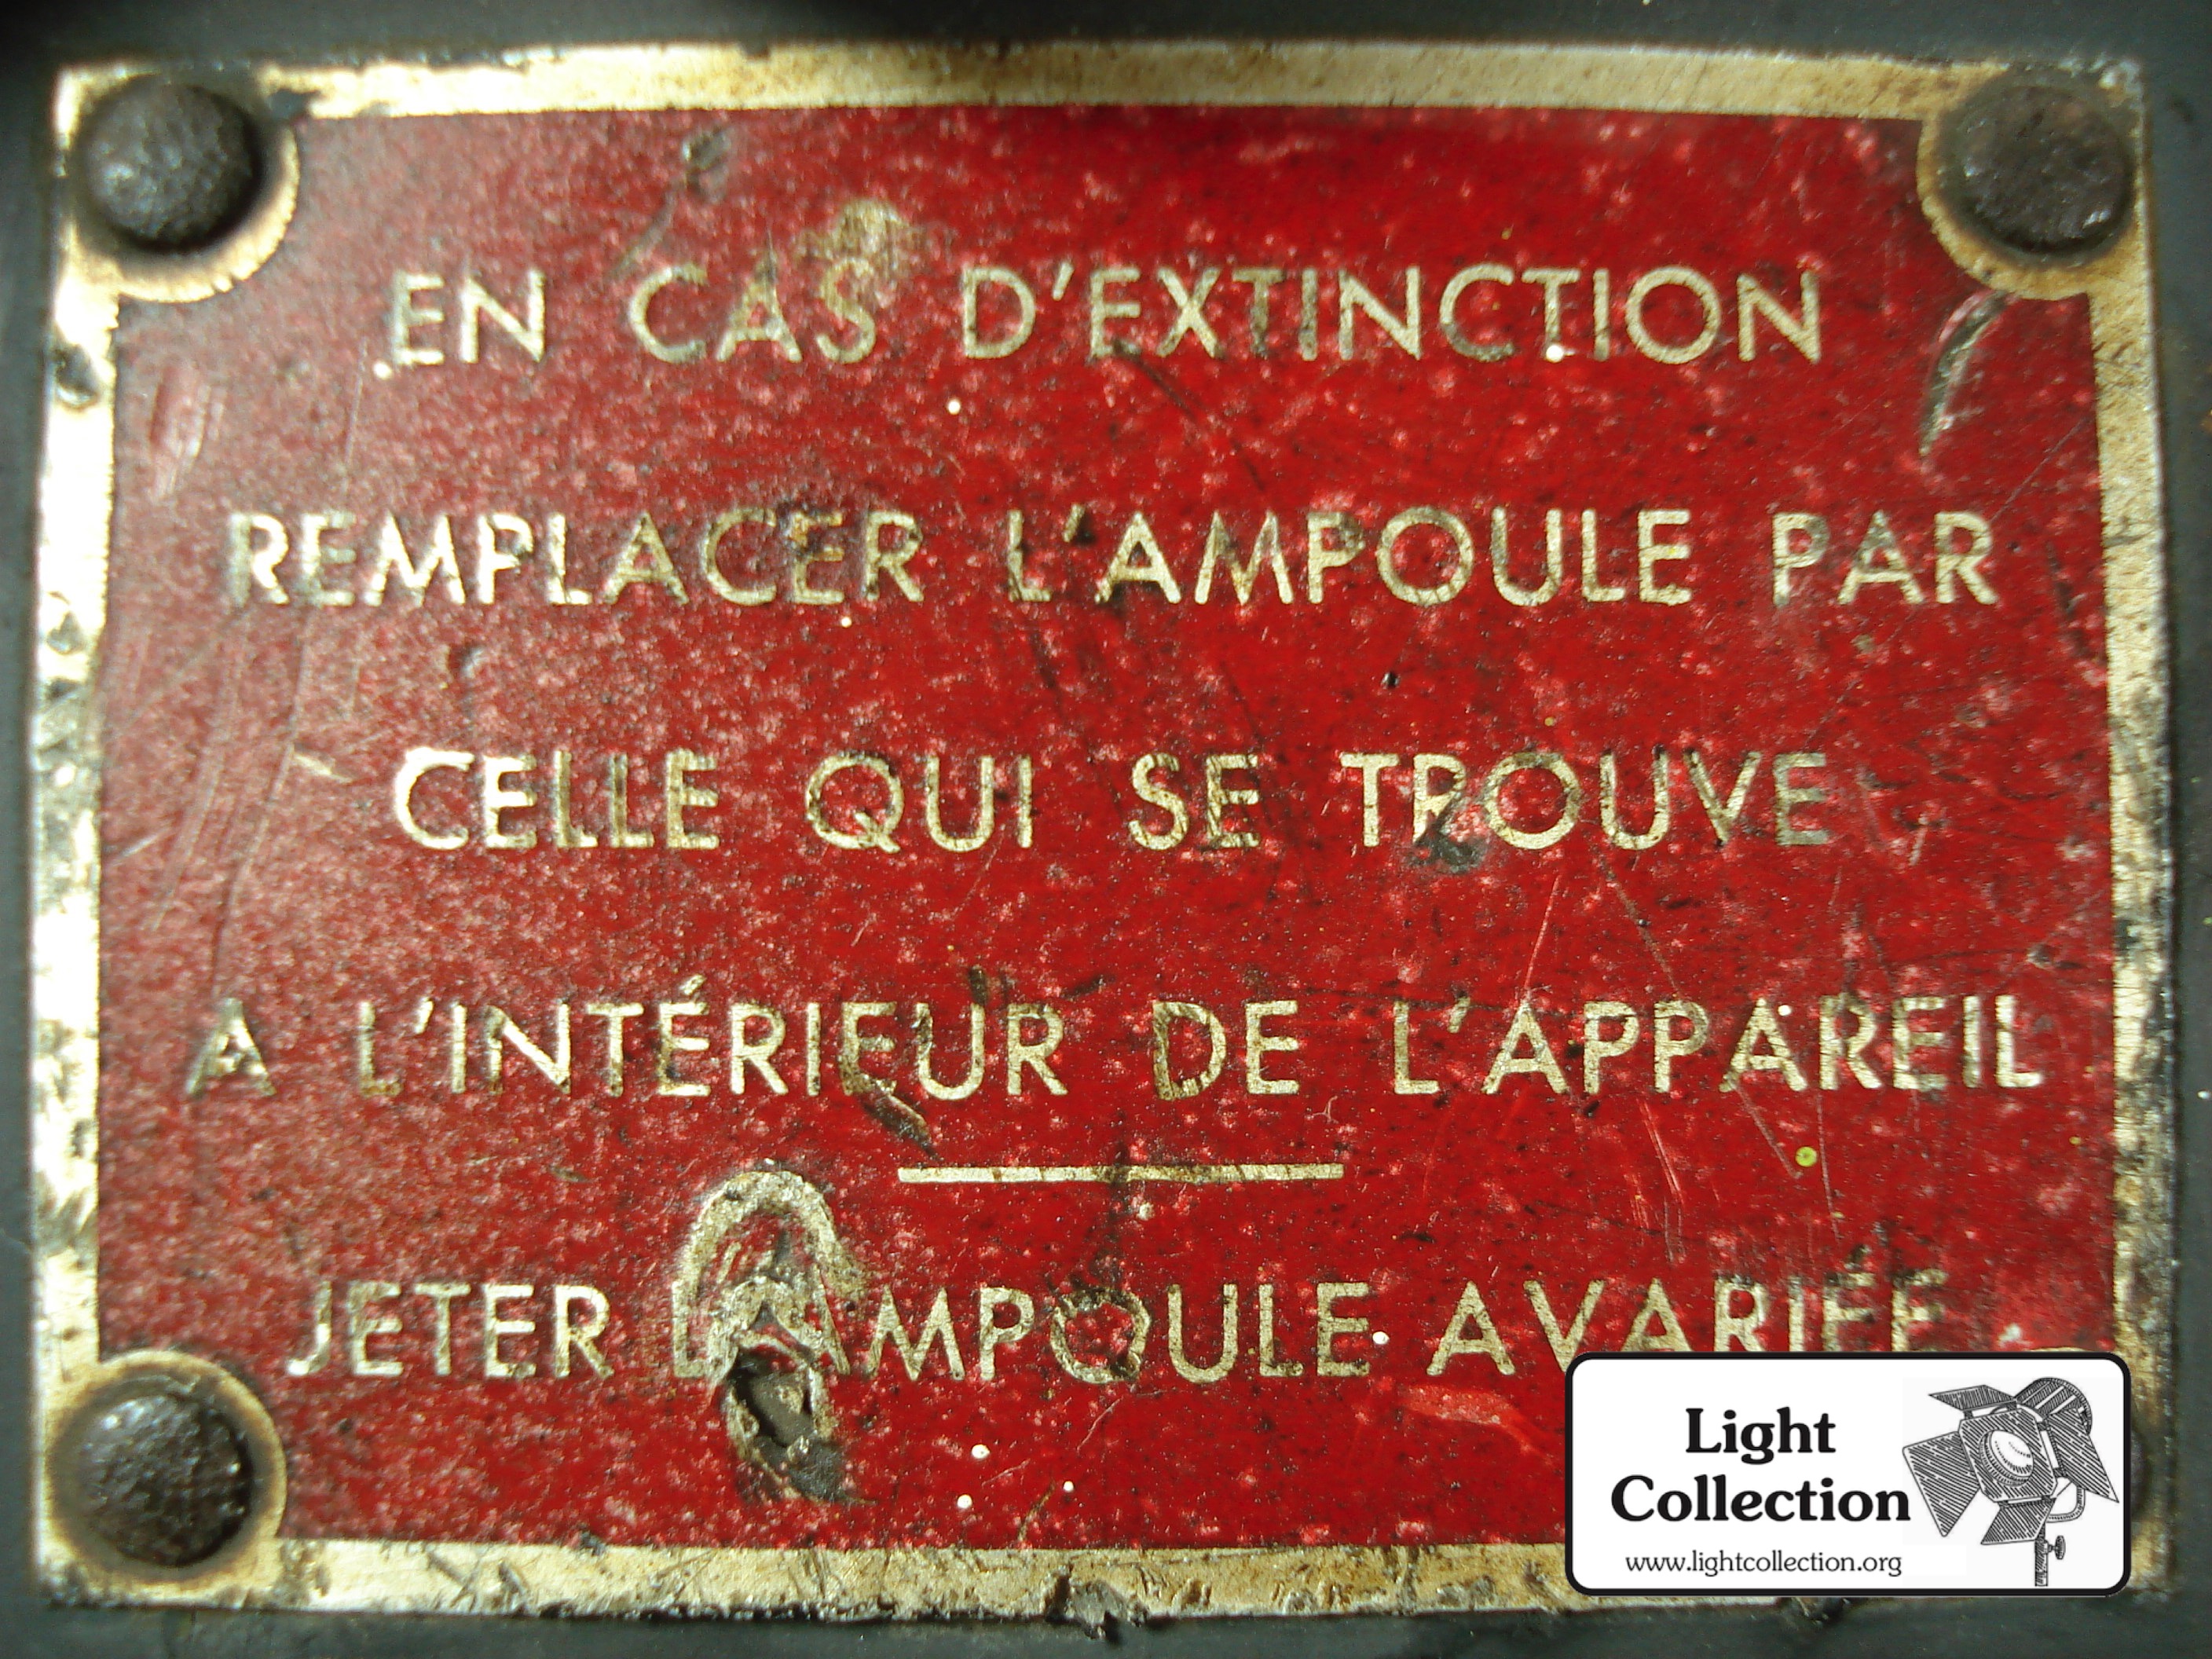 EN CAS D'EXTINCTION
REMPLACER L'AMPOULE PAR
CELLE QUI SE TROUVE
A L'INTÉRIEUR DE L'APPAREIL
JETER L'AMPOULE AVARIÉE
Light
Collection
www.lightcollection.org